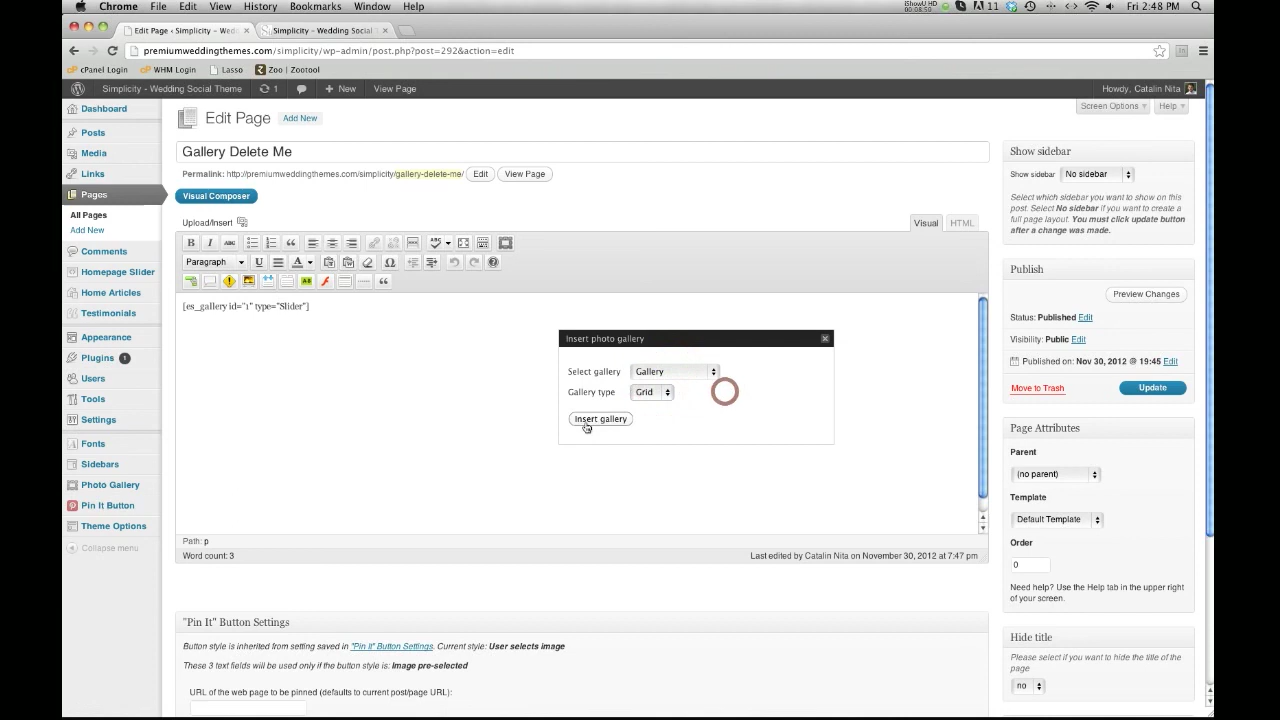 Chrome File Edit View History Bookmarks Window Help
iShowU HD
00:08:50
11
Fri 2:48 PM
Edit Page ‹ Simplicity – Wed
Simplicity – Wedding Social
premiumweddingthemes.com/simplicity/wp-admin/post.php?post=292&action=edit
cPanel Login WHM Login Lasso Zoo | Zootool
Simplicity - Wedding Social Theme 1 + New View Page Howdy, Catalin Nita
Dashboard
Posts
Media
Links
Pages
All Pages
Add New
Comments
Homepage Slider
Home Articles
Testimonials
Appearance
Plugins 1
Users
Tools
Settings
Fonts
Sidebars
Photo Gallery
Pin It Button
Theme Options
Collapse menu
Screen Options Help
Edit Page Add New
Gallery Delete Me
Permalink: http://premiumweddingthemes.com/simplicity/gallery-delete-me/ Edit View Page
Visual Composer
Upload/Insert Visual HTML
B I ABC
Paragraph U A
[es_gallery id="1" type="Slider"]
Insert photo gallery
Select gallery Gallery
Gallery type Grid
Insert gallery
Path: p
Word count: 3 Last edited by Catalin Nita on November 30, 2012 at 7:47 pm
"Pin It" Button Settings
Button style is inherited from setting saved in "Pin It" Button Settings. Current style: User selects image
These 3 text fields will be used only if the button style is: Image pre-selected
URL of the web page to be pinned (defaults to current post/page URL):
Show sidebar
Show sidebar No sidebar
Select which sidebar you want to show on this
post. Select No sidebar if you want to create a
full page layout. You must click update button
after a change was made.
Publish
Preview Changes
Status: Published Edit
Visibility: Public Edit
Published on: Nov 30, 2012 @ 19:45 Edit
Move to Trash Update
Page Attributes
Parent
(no parent)
Template
Default Template
Order
0
Need help? Use the Help tab in the upper right
of your screen.
Hide title
Please select if you want to hide the title of the
page
no